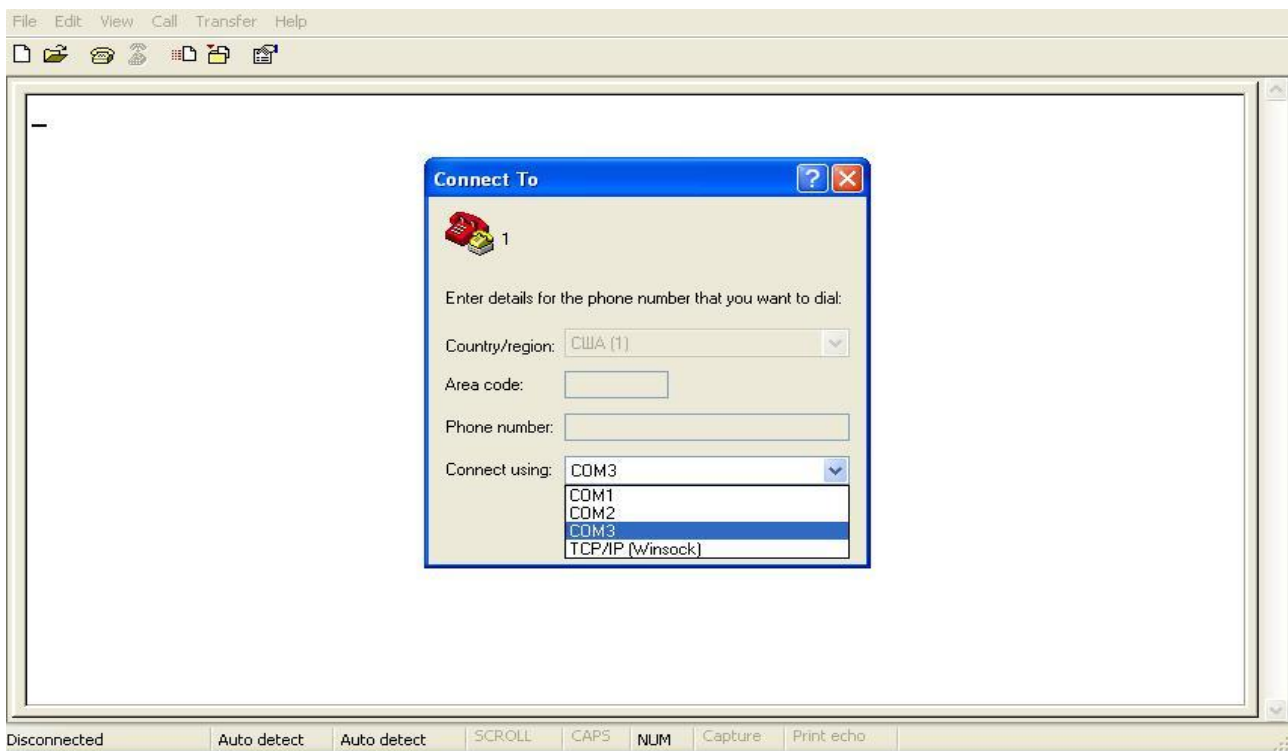 File Edit View Call Transfer Help
Connect To
1
Enter details for the phone number that you want to dial:
Country/region: США (1)
Area code:
Phone number:
Connect using: COM3
COM1
COM2
COM3
TCP/IP (Winsock)
Disconnected Auto detect Auto detect SCROLL CAPS NUM Capture Print echo